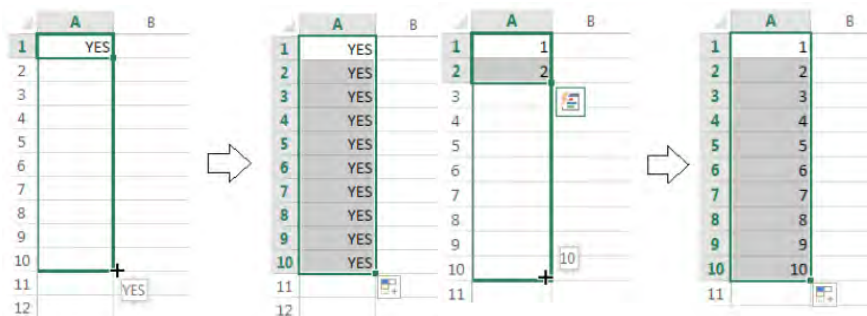 A B A B A B A B
1 YES 1 YES 1 1 1 1
2 2 YES 2 2 2 2
3 3 YES 3 3 3
4 4 YES 4 4 4
5 5 YES 5 5 5
6 6 YES 6 6 6
7 7 YES 7 7 7
8 8 YES 8 8 8
9 9 YES 9 9 9
10 10 YES 10 10 10 10
11 YES 11 11 11
12 12